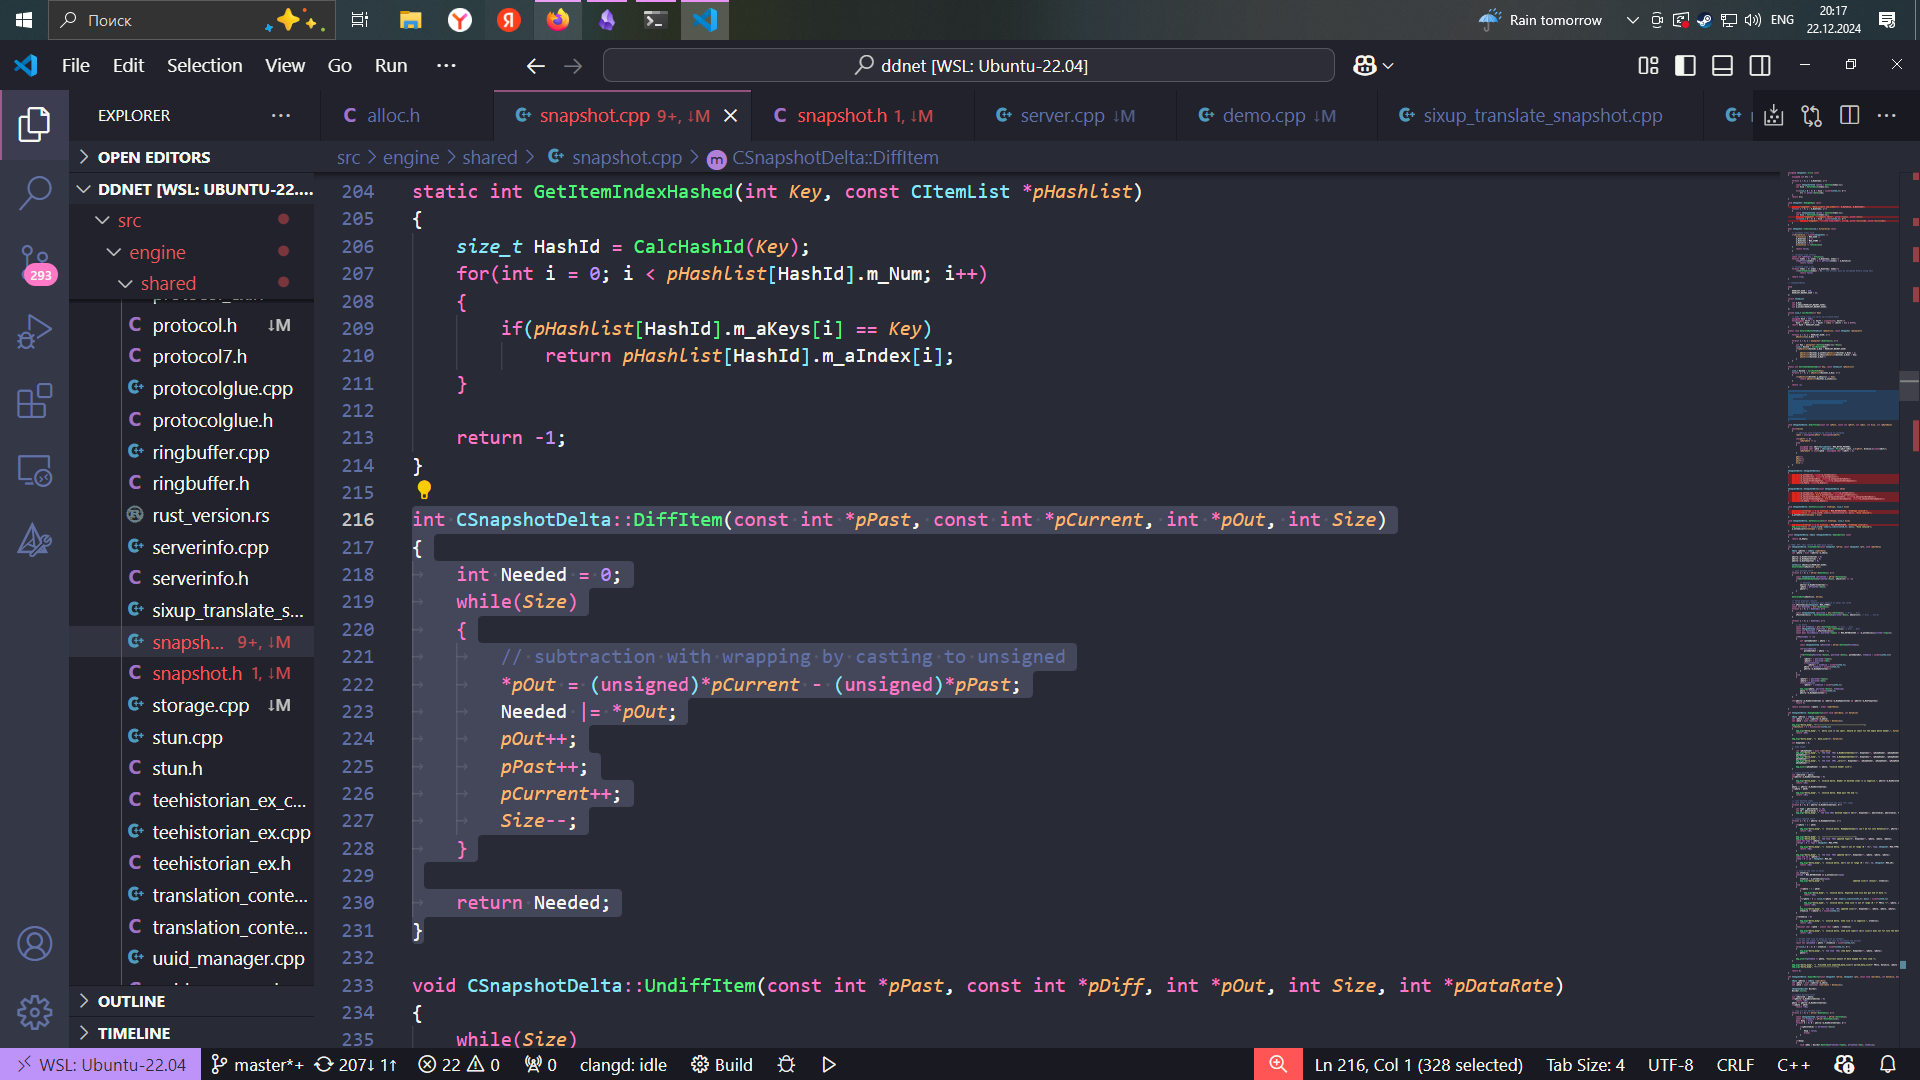 Поиск
Rain tomorrow
ENG
20:17
22.12.2024
File Edit Selection View Go Run ···
ddnet [WSL: Ubuntu-22.04]
EXPLORER ···
alloc.h
snapshot.cpp 9+, ↓M
snapshot.h 1, ↓M
server.cpp ↓M
demo.cpp ↓M
sixup_translate_snapshot.cpp
OPEN EDITORS
DDNET [WSL: UBUNTU-22....
src
engine
shared
protocol.h ↓M
protocol7.h
protocolglue.cpp
protocolglue.h
ringbuffer.cpp
ringbuffer.h
rust_version.rs
serverinfo.cpp
serverinfo.h
sixup_translate_s...
snapsh... 9+, ↓M
snapshot.h 1, ↓M
storage.cpp ↓M
stun.cpp
stun.h
teehistorian_ex_c...
teehistorian_ex.cpp
teehistorian_ex.h
translation_conte...
translation_conte...
uuid_manager.cpp
OUTLINE
TIMELINE
293
src > engine > shared > snapshot.cpp > CSnapshotDelta::DiffItem
204 static int GetItemIndexHashed(int Key, const CItemList *pHashlist)
205 {
206 size_t HashId = CalcHashId(Key);
207 for(int i = 0; i < pHashlist[HashId].m_Num; i++)
208 {
209 if(pHashlist[HashId].m_aKeys[i] == Key)
210 return pHashlist[HashId].m_aIndex[i];
211 }
212
213 return -1;
214 }
215
216 int CSnapshotDelta::DiffItem(const int *pPast, const int *pCurrent, int *pOut, int Size)
217 {
218 int Needed = 0;
219 while(Size)
220 {
221 // subtraction with wrapping by casting to unsigned
222 *pOut = (unsigned)*pCurrent - (unsigned)*pPast;
223 Needed |= *pOut;
224 pOut++;
225 pPast++;
226 pCurrent++;
227 Size--;
228 }
229
230 return Needed;
231 }
232
233 void CSnapshotDelta::UndiffItem(const int *pPast, const int *pDiff, int *pOut, int Size, int *pDataRate)
234 {
235 while(Size)
WSL: Ubuntu-22.04 master*+ 207↓ 1↑ 22 0 0 clangd: idle Build
Ln 216, Col 1 (328 selected) Tab Size: 4 UTF-8 CRLF C++